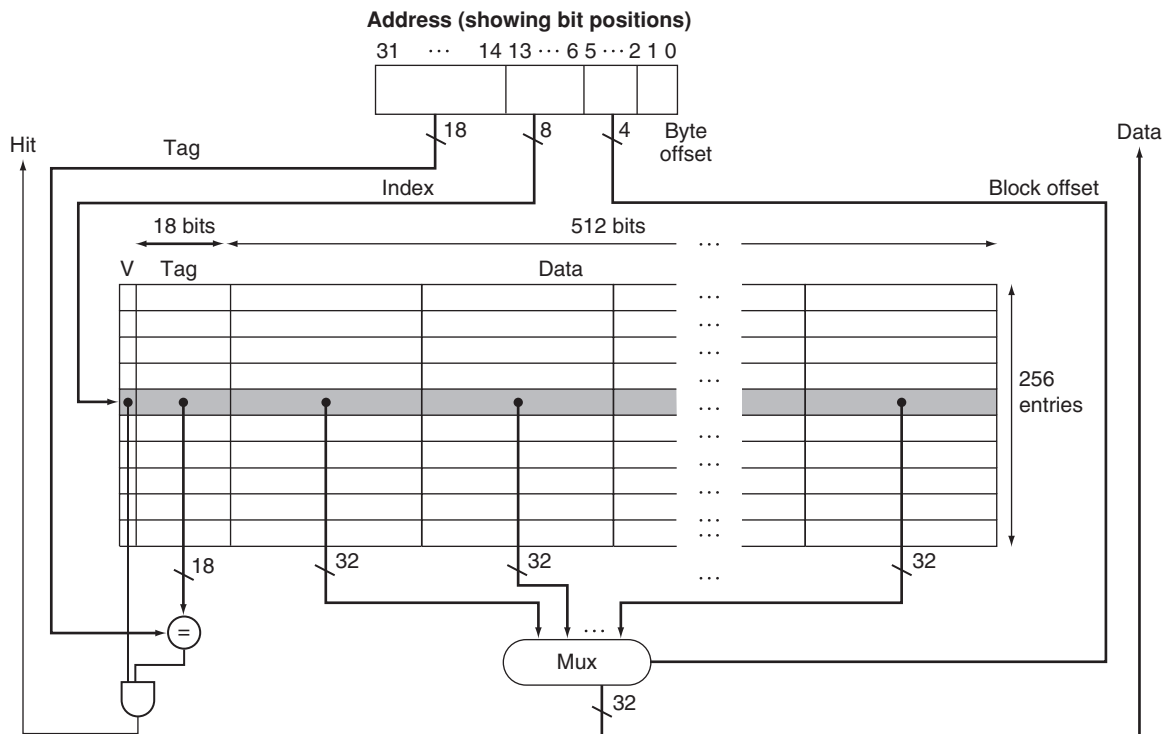 Address (showing bit positions)
31 ... 14 13 ... 6 5 ... 2 1 0
18
8
4
Byte
offset
Hit
Tag
Data
Index
Block offset
18 bits
512 bits
...
V
Tag
Data
...
...
...
...
...
...
...
...
...
...
256
entries
18
32
32
...
32
=
...
Mux
32